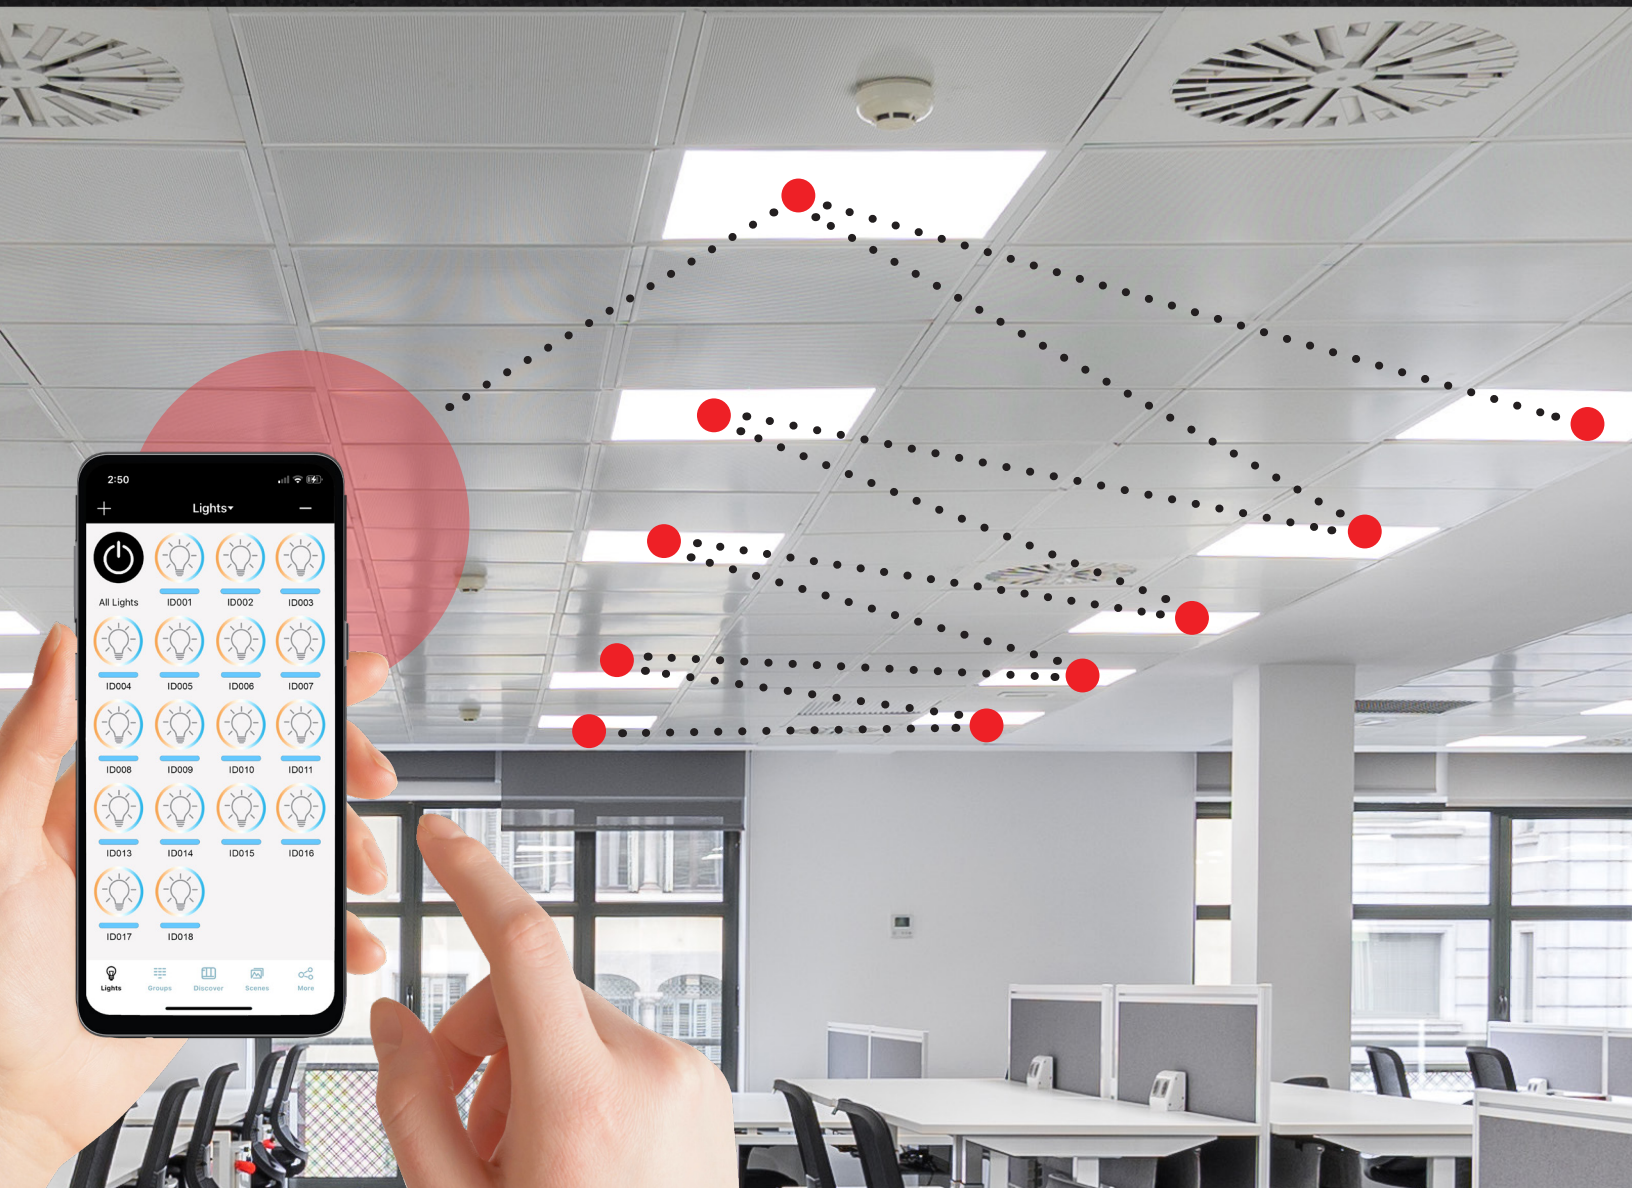 2:50
Lights
All Lights ID001 ID002 ID003
ID004 ID005 ID006 ID007
ID008 ID009 ID010 ID011
ID013 ID014 ID015 ID016
ID017 ID018
Lights Groups Discover Scenes More